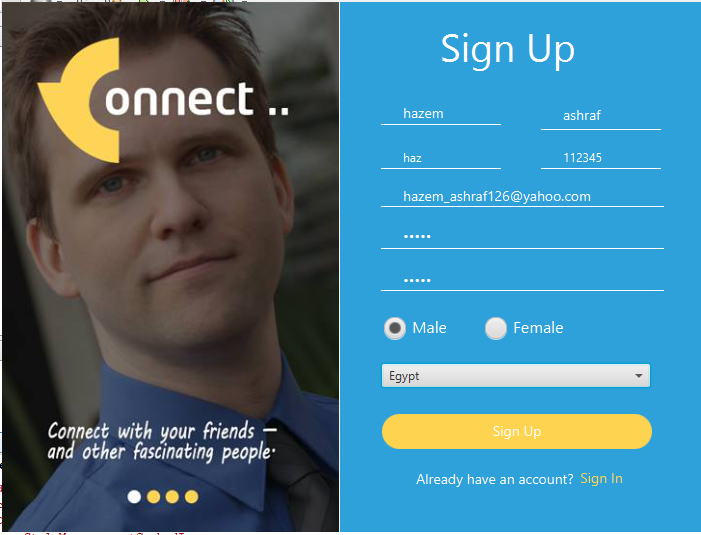 Connect ..
Connect with your friends –
and other fascinating people.
Sign Up
hazem ashraf
haz 112345
hazem_ashraf126@yahoo.com
•••••
•••••
Male Female
Egypt
Sign Up
Already have an account? Sign In